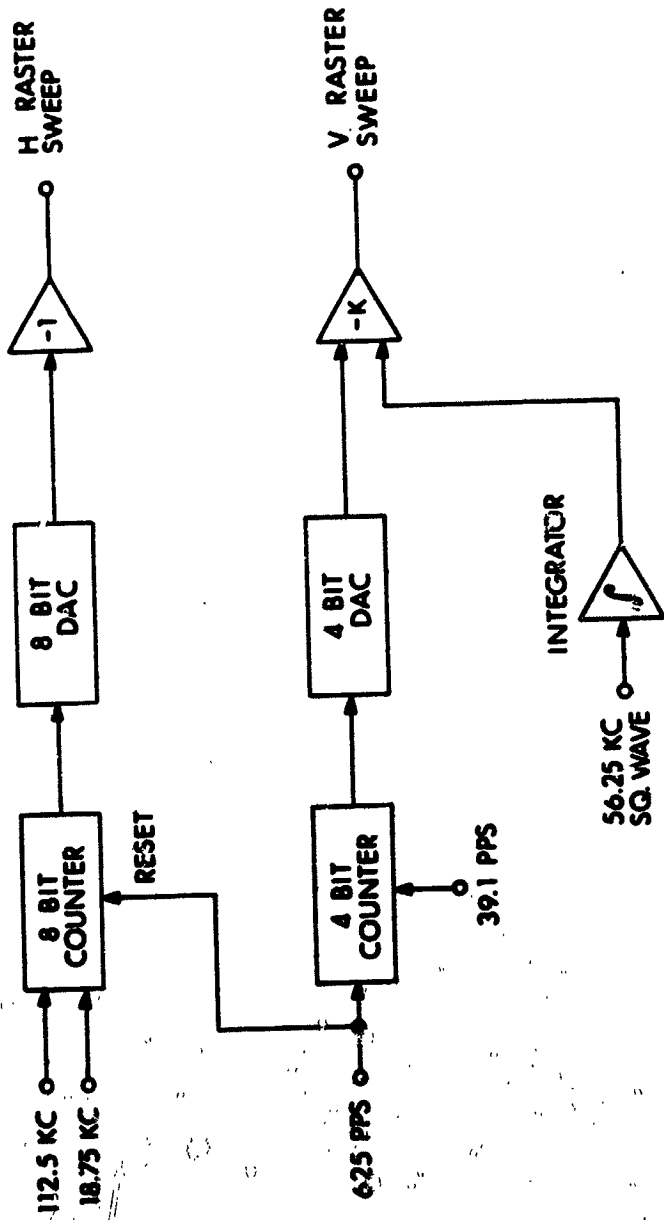 112.5 KC
18.75 KC
8 BIT
COUNTER
8 BIT
DAC
-1
H RASTER
SWEEP
RESET
625 PPS
4 BIT
COUNTER
39.1 PPS
4 BIT
DAC
-K
V RASTER
SWEEP
INTEGRATOR
∫
56.25 KC
SQ. WAVE